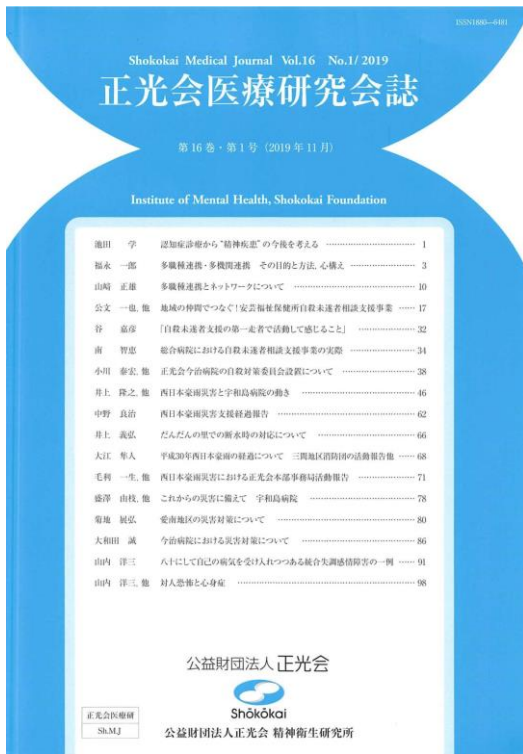 ISSN1880―6481
Shokokai Medical Journal Vol.16 No.1/ 2019
正光会医療研究会誌
第16巻・第1号（2019年11月）
Institute of Mental Health, Shokokai Foundation
池田　学　認知症診療から“精神疾患”の今後を考える …… 1
福永　一郎　多職種連携・多機関連携　その目的と方法, 心構え …… 3
山崎　正雄　多職種連携とネットワークについて …… 10
公文　一也, 他　地域の仲間でつなぐ！安芸福祉保健所自殺未遂者相談支援事業 …… 17
谷　嘉彦　「自殺未遂者支援の第一走者で活動して感じること」 …… 32
南　智恵　総合病院における自殺未遂者相談支援事業の実際 …… 34
小川　泰宏, 他　正光会今治病院の自殺対策委員会設置について …… 38
井上　隆之, 他　西日本豪雨災害と宇和島病院の動き …… 46
中野　良治　西日本豪雨災害支援経過報告 …… 62
井上　義弘　だんだんの里での断水時の対応について …… 66
大江　隼人　平成30年西日本豪雨の経過について　三間地区消防団の活動報告他 …… 68
毛利　一生, 他　西日本豪雨災害における正光会本部事務局活動報告 …… 71
盛澤　由枝, 他　これからの災害に備えて　宇和島病院 …… 78
菊地　展弘　愛南地区の災害対策について …… 80
大和田　誠　今治病院における災害対策について …… 86
山内　洋三　八十にして自己の病気を受け入れつつある統合失調感情障害の一例 …… 91
山内　洋三, 他　対人恐怖と心身症 …… 98
公益財団法人 正光会
Shōkōkai
正光会医療研
Sh.M.J
公益財団法人正光会 精神衛生研究所